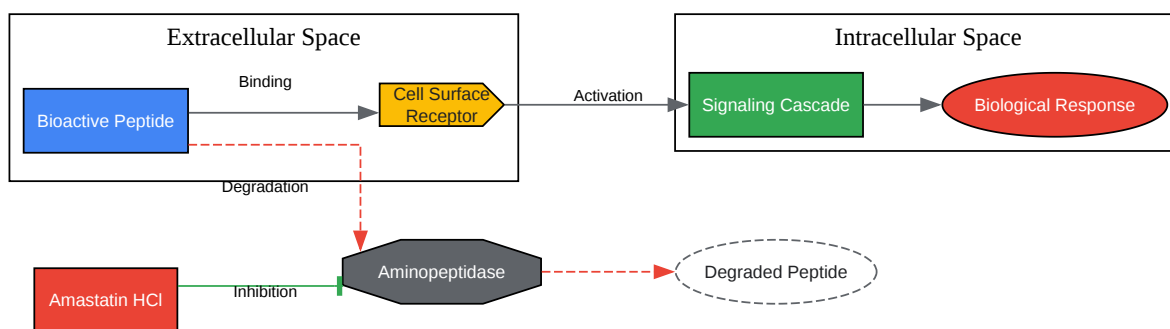 Extracellular Space
Intracellular Space
Binding
Bioactive Peptide
Cell Surface
Receptor
Activation
Signaling Cascade
Biological Response
Degradation
Aminopeptidase
Degraded Peptide
Amastatin HCl
Inhibition